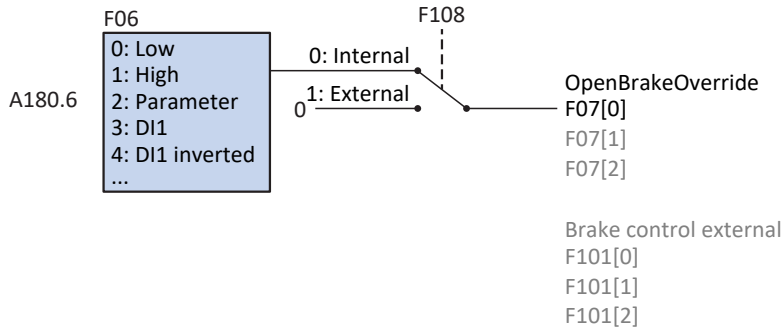 F06
F108
0: Low
1: High
2: Parameter
3: DI1
4: DI1 inverted
...
A180.6
0: Internal
1: External
0
OpenBrakeOverride
F07[0]
F07[1]
F07[2]
Brake control external
F101[0]
F101[1]
F101[2]